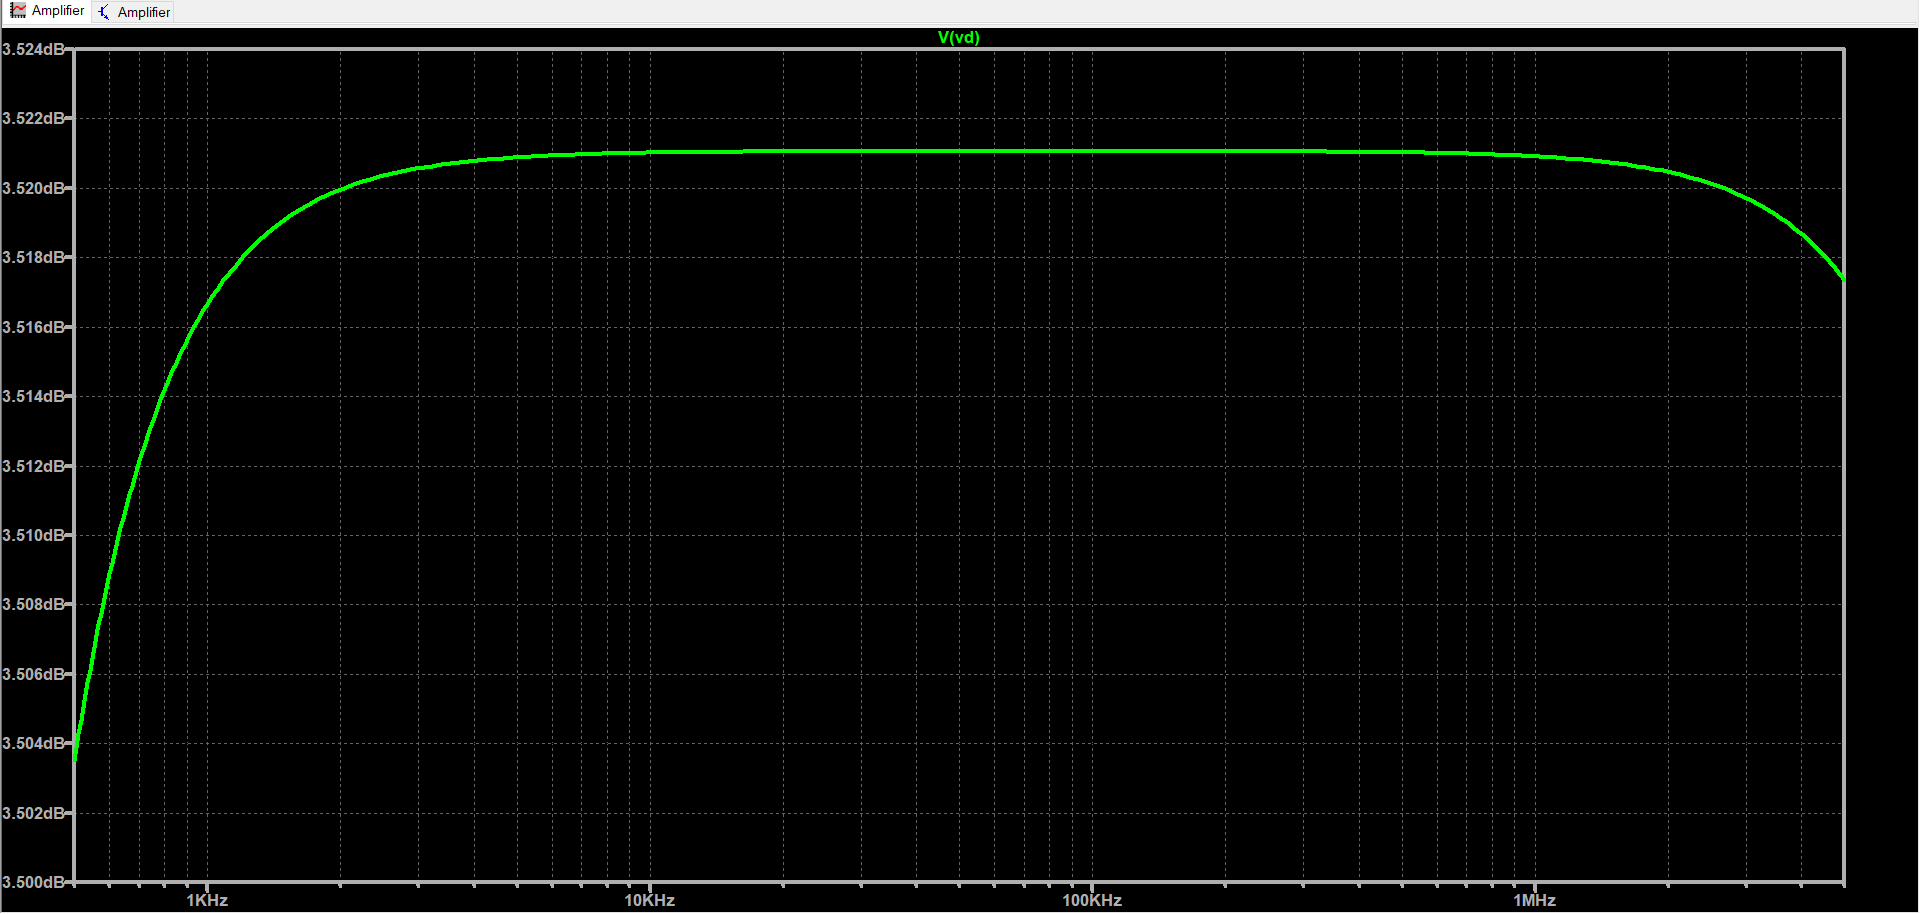 Amplifier Amplifier
V(vd)
3.524dB
3.522dB
3.520dB
3.518dB
3.516dB
3.514dB
3.512dB
3.510dB
3.508dB
3.506dB
3.504dB
3.502dB
3.500dB
1KHz 10KHz 100KHz 1MHz